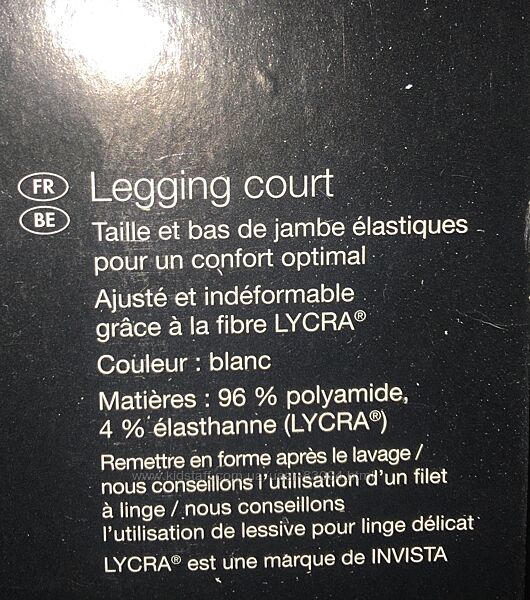 FR
BE
Legging court
Taille et bas de jambe élastiques
pour un confort optimal
Ajusté et indéformable
grâce à la fibre LYCRA®
Couleur : blanc
Matières : 96 % polyamide,
4 % élasthanne (LYCRA®)
Remettre en forme après le lavage /
nous conseillons l'utilisation d'un filet
à linge / nous conseillons
l'utilisation de lessive pour linge délicat
LYCRA® est une marque de INVISTA